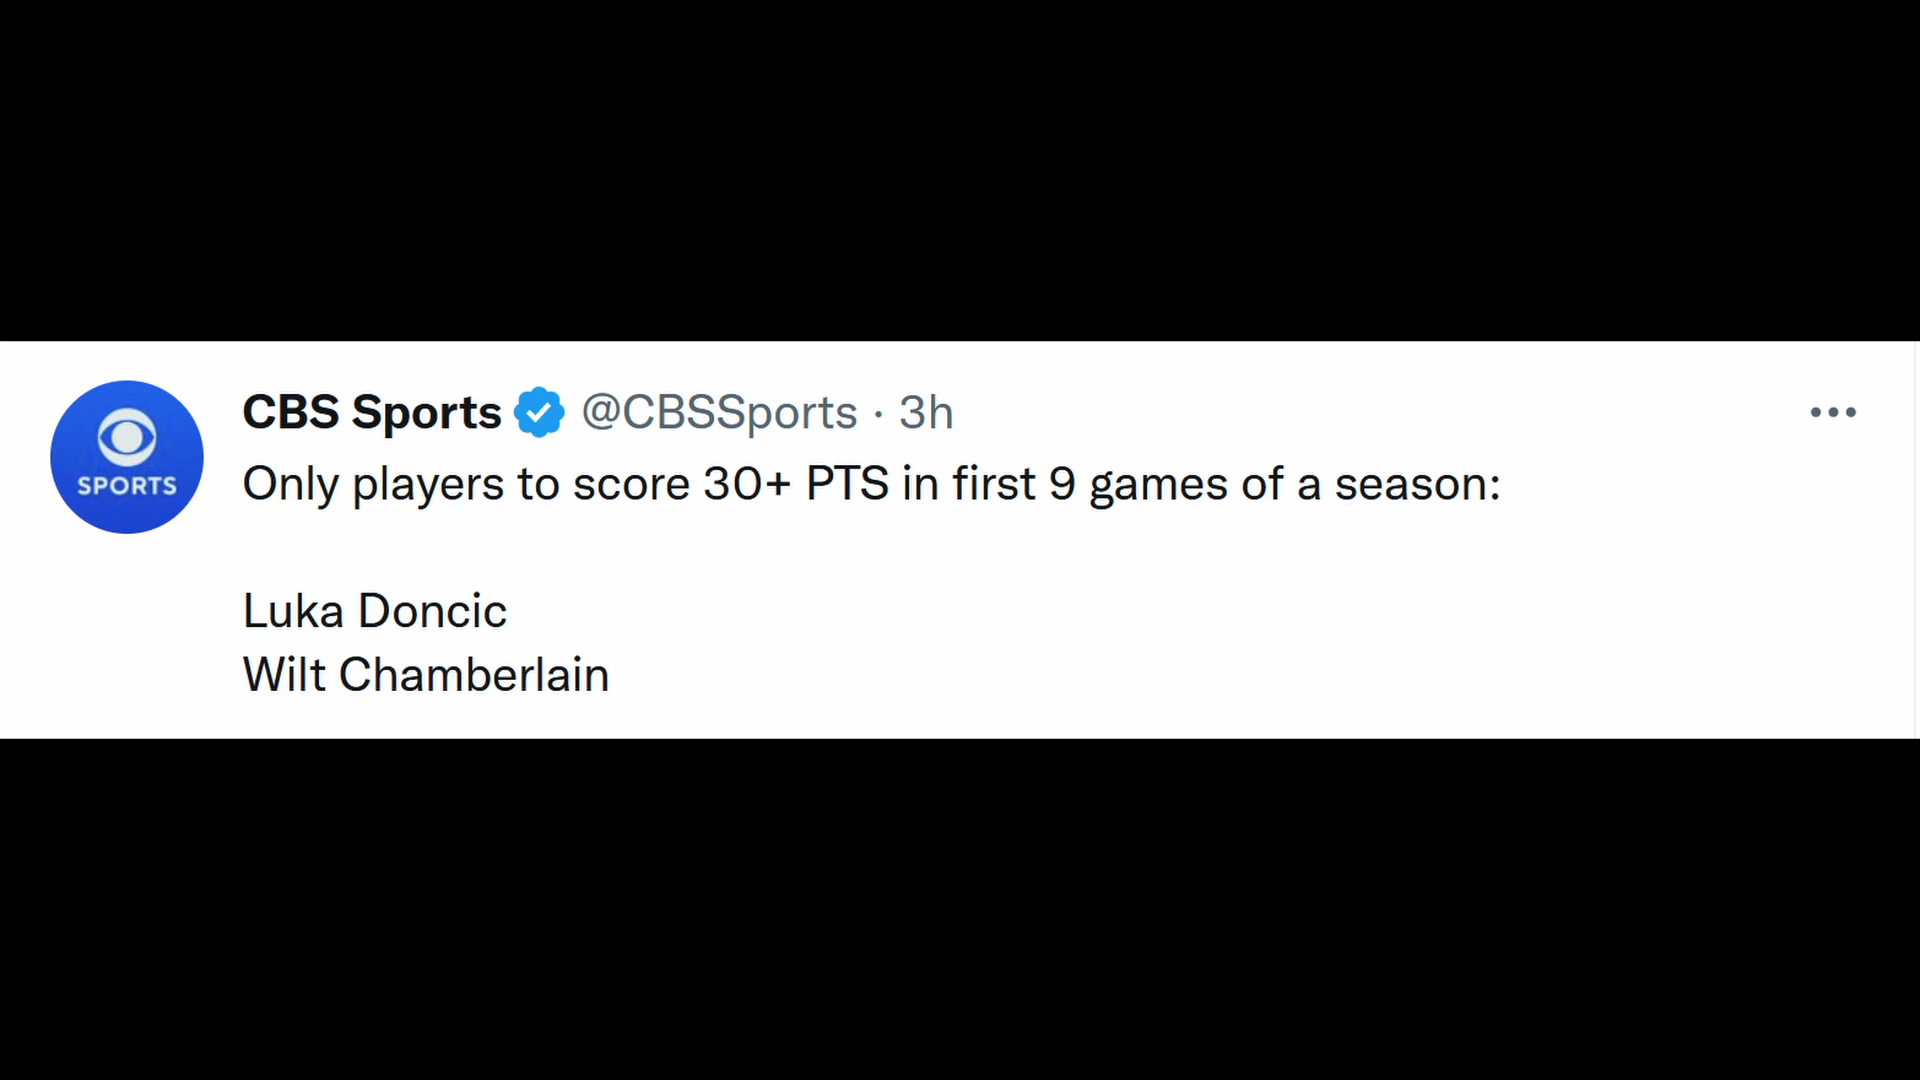 SPORTS
CBS Sports @CBSSports · 3h
Only players to score 30+ PTS in first 9 games of a season:
Luka Doncic
Wilt Chamberlain